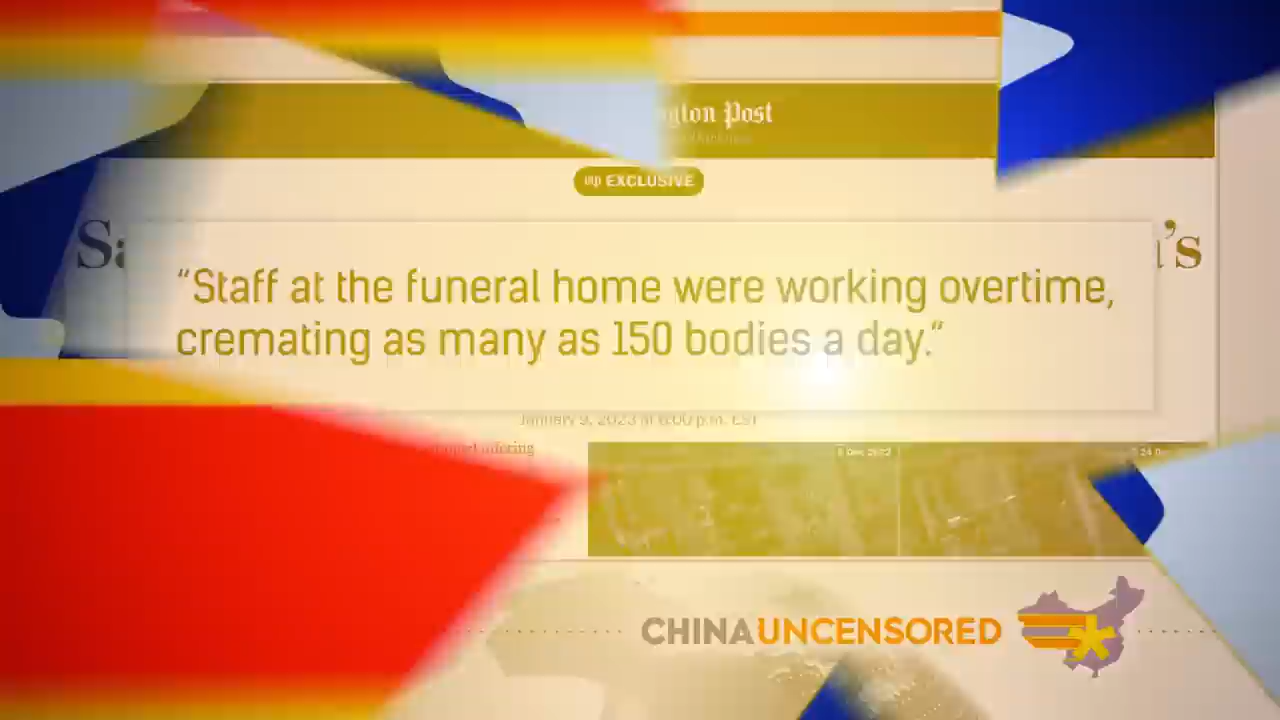 Post
EXCLUSIVE
Sa
's
“Staff at the funeral home were working overtime,
cremating as many as 150 bodies a day.”
January 9, 2023 at 6:00 p.m. EST
CHINAUNCENSORED